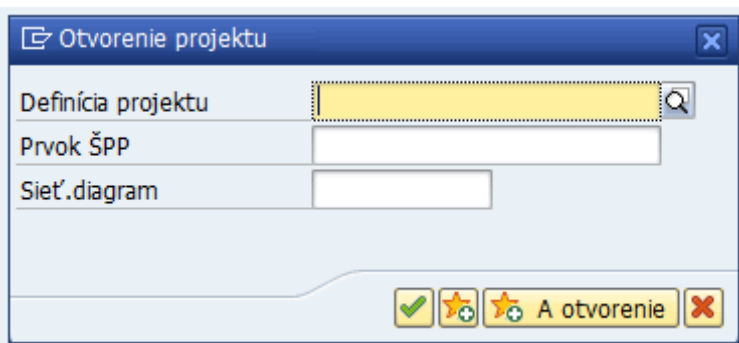 Otvorenie projektu
Definícia projektu
Prvok ŠPP
Sieť.diagram
A otvorenie